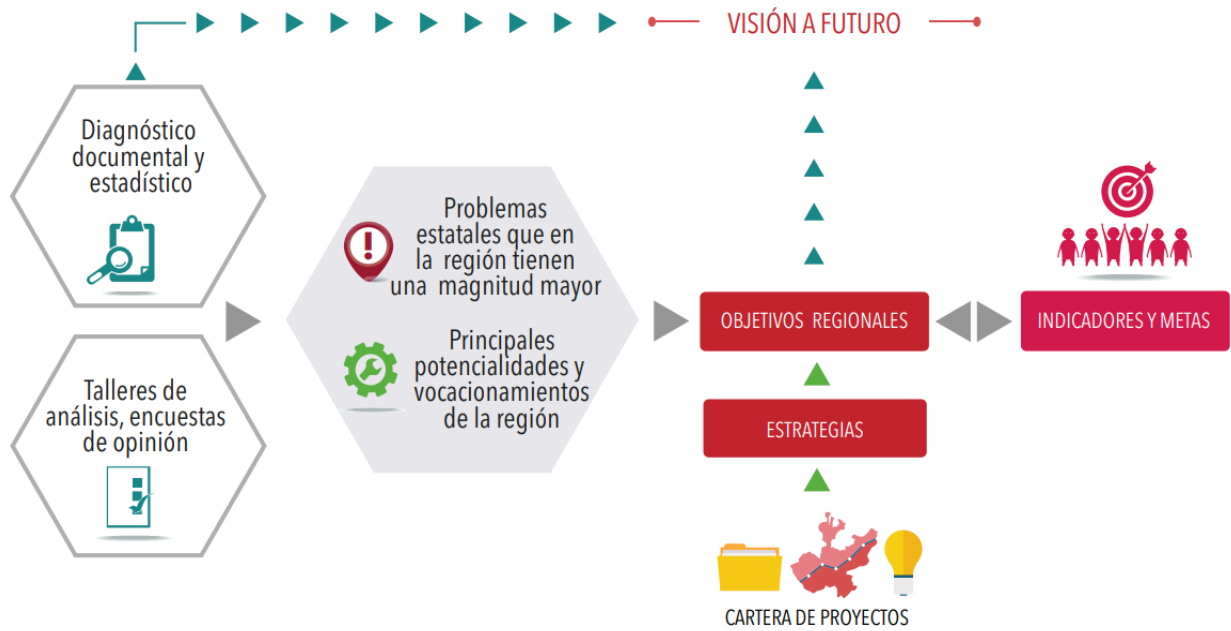 VISIÓN A FUTURO
Diagnóstico
documental y
estadístico
Talleres de
análisis, encuestas
de opinión
Problemas
estatales que en
la región tienen
una magnitud mayor
Principales
potencialidades y
vocacionamientos
de la región
OBJETIVOS REGIONALES
INDICADORES Y METAS
ESTRATEGIAS
CARTERA DE PROYECTOS